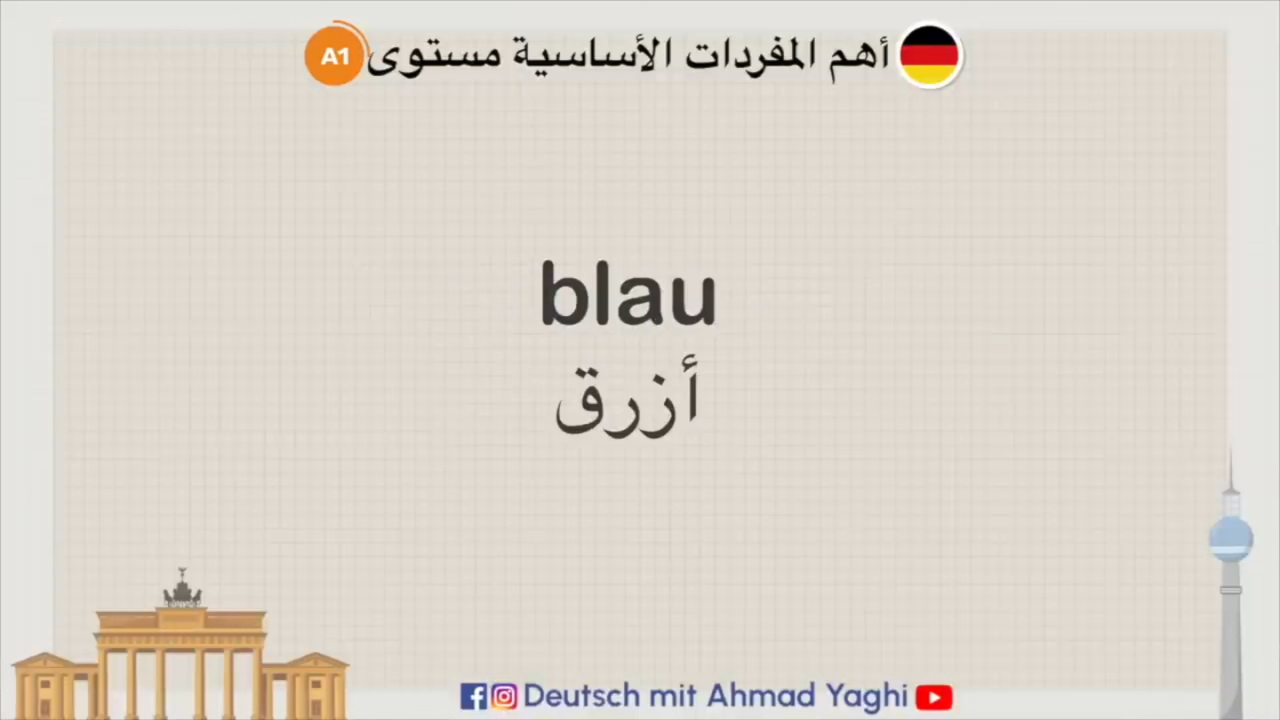 أهم المفردات الأساسية مستوى A1
blau
أزرق
Deutsch mit Ahmad Yaghi